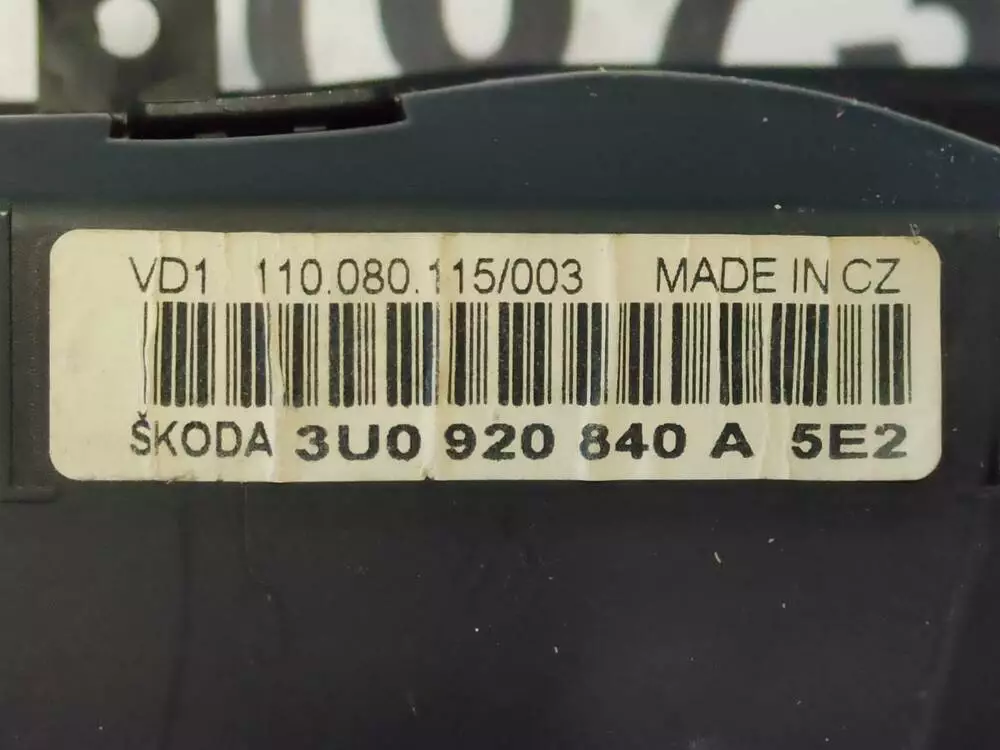 VD1 110.080.115/003 MADE IN CZ
ŠKODA 3U0 920 840 A 5E2